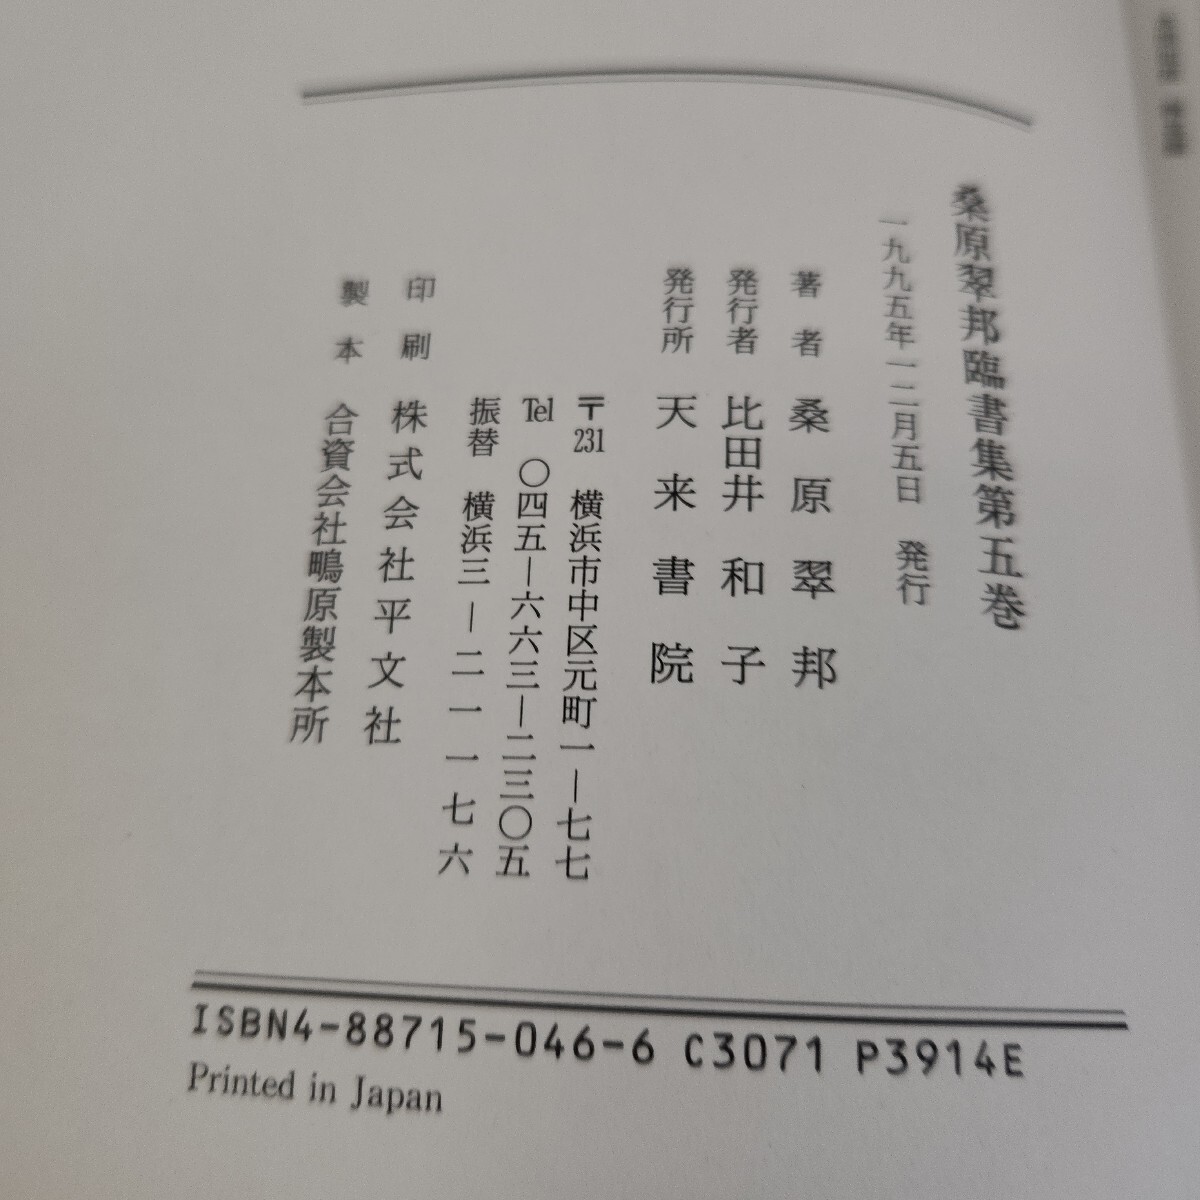 桑原翠邦臨書集第五巻
一九九五年一二月五日　発行
著者　桑原翠邦
発行者　比田井和子
発行所　天来書院
〒231　横浜市中区元町一―七七
Tel　〇四五―六六三―二三〇五
振替　横浜三―二一一七六
印刷　株式会社平文社
製本　合資会社鴫原製本所
ISBN4-88715-046-6 C3071 P3914E
Printed in Japan